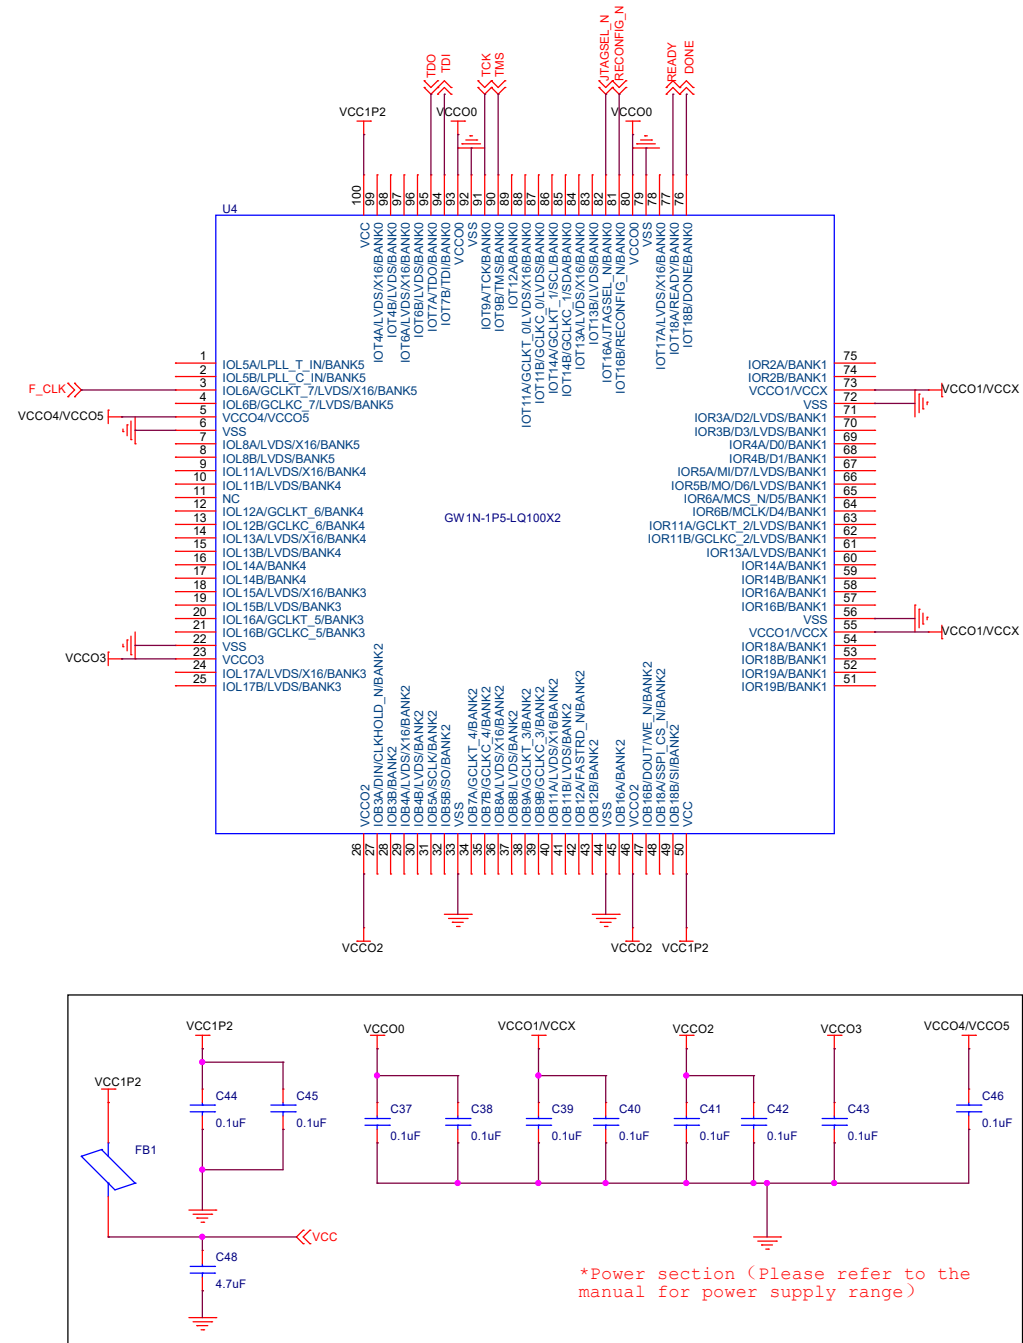 TDO
TDI
TCK
TMS
JTAGSEL_N
RECONFIG_N
READY
DONE
VCC1P2
VCCO0
VCCO0
100
99
98
97
96
95
94
93
92
91
90
89
88
87
86
85
84
83
82
81
80
79
78
77
76
U4
VCC
IOT4A/LVDS/X16/BANK0
IOT4B/LVDS/BANK0
IOT6A/LVDS/X16/BANK0
IOT6B/LVDS/BANK0
IOT7A/TDO/BANK0
IOT7B/TDI/BANK0
VCCO0
VSS
IOT9A/TCK/BANK0
IOT9B/TMS/BANK0
IOT12A/BANK0
IOT11A/GCLKT_0/LVDS/X16/BANK0
IOT11B/GCLKC_0/LVDS/BANK0
IOT14A/GCLKT_1/SCL/BANK0
IOT14B/GCLKC_1/SDA/BANK0
IOT13A/LVDS/X16/BANK0
IOT13B/LVDS/BANK0
IOT16A/JTAGSEL_N/BANK0
IOT16B/RECONFIG_N/BANK0
VCCO0
VSS
IOT17A/LVDS/X16/BANK0
IOT18A/READY/BANK0
IOT18B/DONE/BANK0
F_CLK
VCCO4/VCCO5
VCCO3
1 IOL5A/LPLL_T_IN/BANK5
2 IOL5B/LPLL_C_IN/BANK5
3 IOL6A/GCLKT_7/LVDS/X16/BANK5
4 IOL6B/GCLKC_7/LVDS/BANK5
5 VCCO4/VCCO5
6 VSS
7 IOL8A/LVDS/X16/BANK5
8 IOL8B/LVDS/BANK5
9 IOL11A/LVDS/X16/BANK4
10 IOL11B/LVDS/BANK4
11 NC
12 IOL12A/GCLKT_6/BANK4
13 IOL12B/GCLKC_6/BANK4
14 IOL13A/LVDS/X16/BANK4
15 IOL13B/LVDS/BANK4
16 IOL14A/BANK4
17 IOL14B/BANK4
18 IOL15A/LVDS/X16/BANK3
19 IOL15B/LVDS/BANK3
20 IOL16A/GCLKT_5/BANK3
21 IOL16B/GCLKC_5/BANK3
22 VSS
23 VCCO3
24 IOL17A/LVDS/X16/BANK3
25 IOL17B/LVDS/BANK3
GW1N-1P5-LQ100X2
IOR2A/BANK1 75
IOR2B/BANK1 74
VCCO1/VCCX 73
VSS 72
IOR3A/D2/LVDS/BANK1 71
IOR3B/D3/LVDS/BANK1 70
IOR4A/D0/BANK1 69
IOR4B/D1/BANK1 68
IOR5A/MI/D7/LVDS/BANK1 67
IOR5B/MO/D6/LVDS/BANK1 66
IOR6A/MCS_N/D5/BANK1 65
IOR6B/MCLK/D4/BANK1 64
IOR11A/GCLKT_2/LVDS/BANK1 63
IOR11B/GCLKC_2/LVDS/BANK1 62
IOR13A/LVDS/BANK1 61
IOR14A/BANK1 60
IOR14B/BANK1 59
IOR16A/BANK1 58
IOR16B/BANK1 57
VSS 56
VCCO1/VCCX 55
IOR18A/BANK1 54
IOR18B/BANK1 53
IOR19A/BANK1 52
IOR19B/BANK1 51
VCCO1/VCCX
VCCO1/VCCX
VCCO2
IOB3A/DIN/CLKHOLD_N/BANK2
IOB3B/BANK2
IOB4A/LVDS/X16/BANK2
IOB4B/LVDS/BANK2
IOB5A/SCLK/BANK2
IOB5B/SO/BANK2
VSS
IOB7A/GCLKT_4/BANK2
IOB7B/GCLKC_4/BANK2
IOB8A/LVDS/X16/BANK2
IOB8B/LVDS/BANK2
IOB9A/GCLKT_3/BANK2
IOB9B/GCLKC_3/BANK2
IOB11A/LVDS/X16/BANK2
IOB11B/LVDS/BANK2
IOB12A/FASTRD_N/BANK2
IOB12B/BANK2
VSS
IOB16A/BANK2
VCCO2
IOB16B/DOUT/WE_N/BANK2
IOB18A/SSPI_CS_N/BANK2
IOB18B/SI/BANK2
VCC
26
27
28
29
30
31
32
33
34
35
36
37
38
39
40
41
42
43
44
45
46
47
48
49
50
VCCO2
VCCO2
VCC1P2
VCC1P2
VCCO0
VCCO1/VCCX
VCCO2
VCCO3
VCCO4/VCCO5
VCC1P2
C44
0.1uF
C45
0.1uF
C37
0.1uF
C38
0.1uF
C39
0.1uF
C40
0.1uF
C41
0.1uF
C42
0.1uF
C43
0.1uF
C46
0.1uF
FB1
VCC
C48
4.7uF
*Power section（Please refer to the
manual for power supply range）